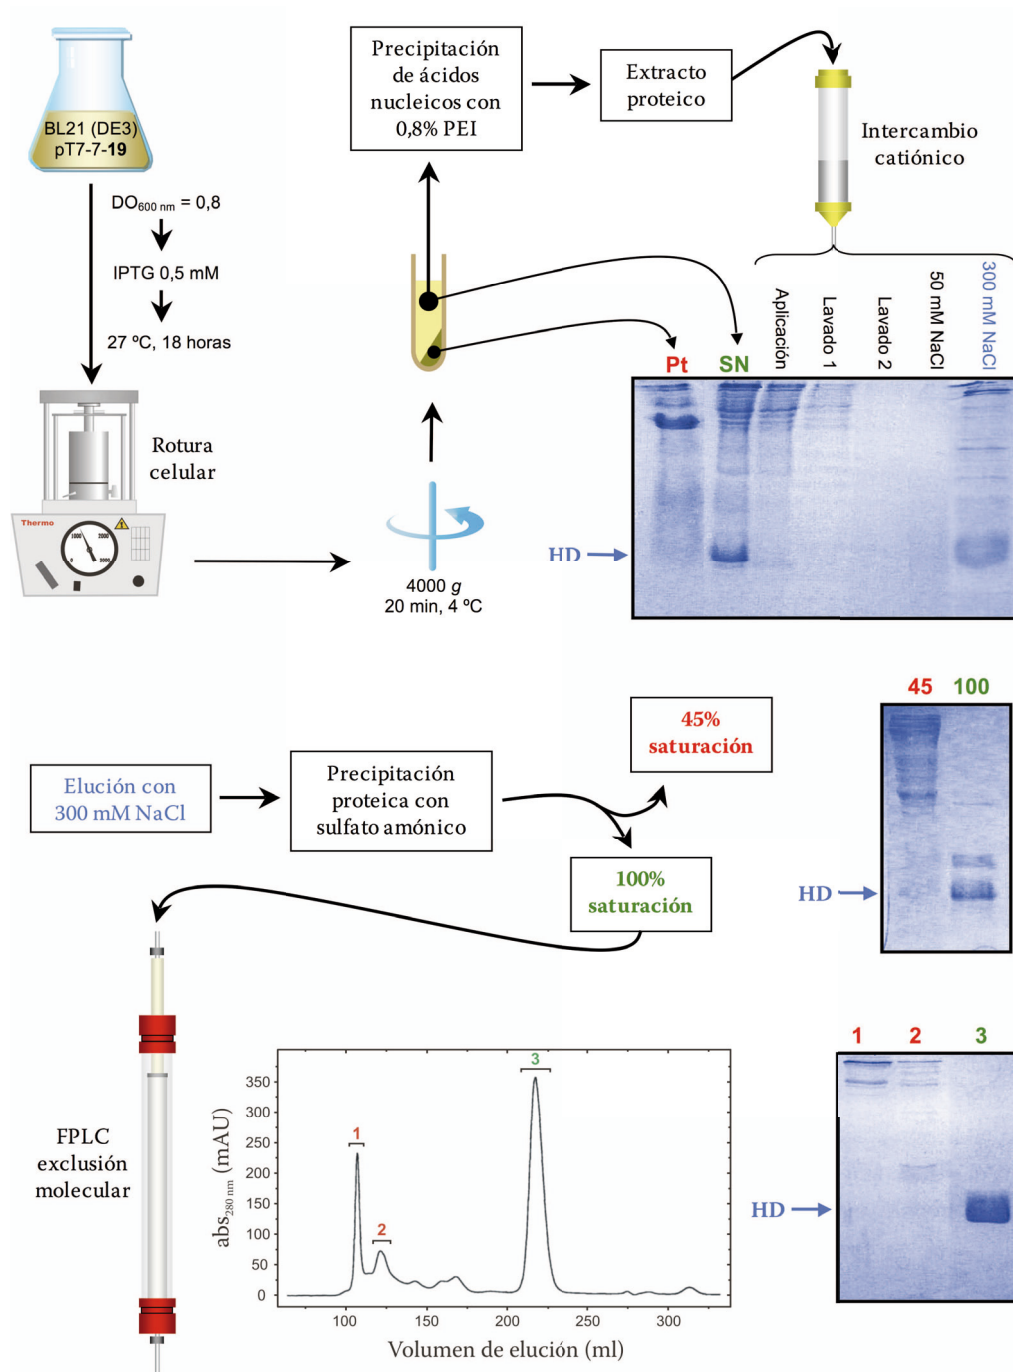 BL21 (DE3)
pT7-7-19
DO600 nm = 0,8
IPTG 0,5 mM
27 ºC, 18 horas
Rotura
celular
Thermo
1000
2000
0
3000
4000 g
20 min, 4 ºC
Precipitación
de ácidos
nucleicos con
0,8% PEI
Extracto
proteico
Intercambio
catiónico
Pt
SN
Aplicación
Lavado 1
Lavado 2
50 mM NaCl
300 mM NaCl
HD
Elución con
300 mM NaCl
Precipitación
proteica con
sulfato amónico
45%
saturación
100%
saturación
45 100
HD
FPLC
exclusión
molecular
abs280 nm (mAU)
350
300
250
200
150
100
50
0
1
2
3
100 150 200 250 300
Volumen de elución (ml)
1 2 3
HD